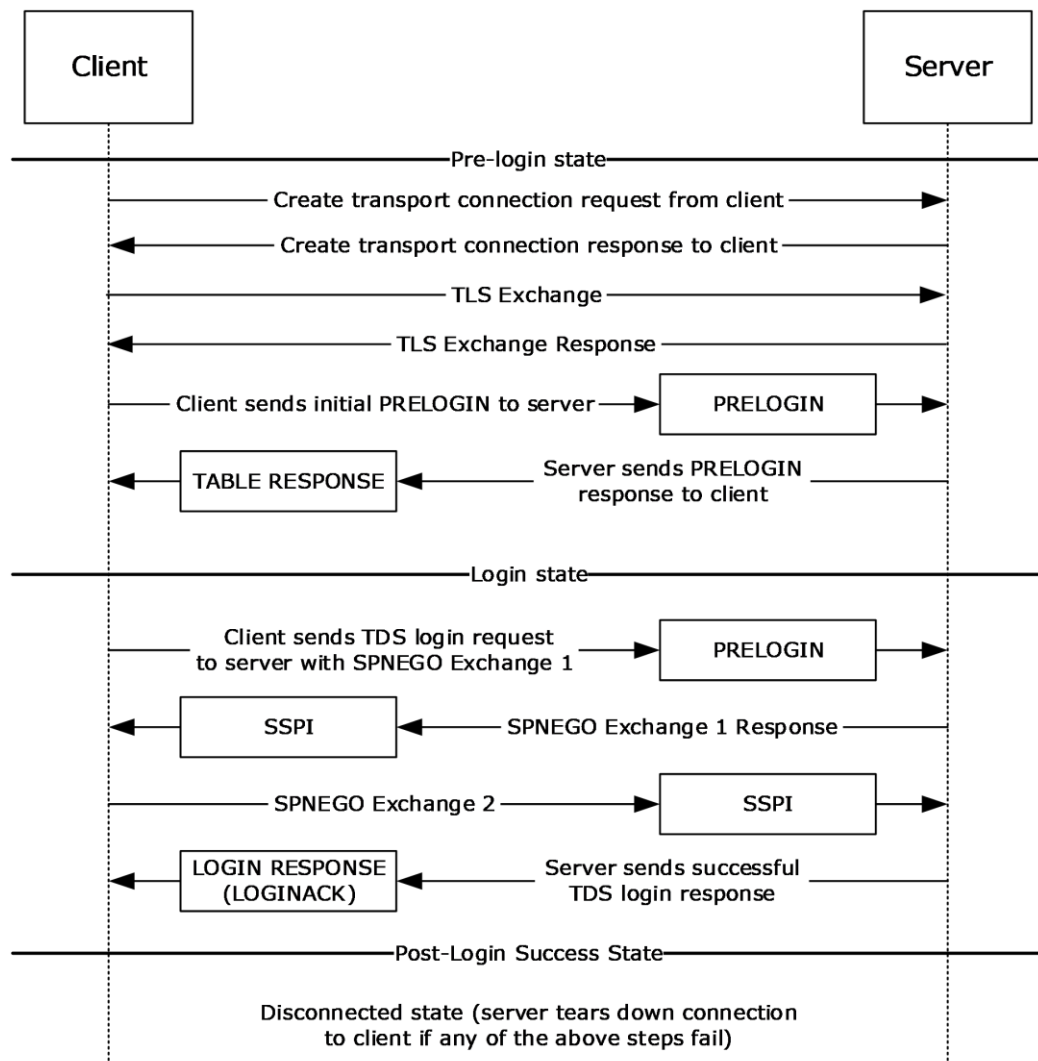 Client
Server
Pre-login state
Create transport connection request from client
Create transport connection response to client
TLS Exchange
TLS Exchange Response
Client sends initial PRELOGIN to server
PRELOGIN
TABLE RESPONSE
Server sends PRELOGIN
response to client
Login state
Client sends TDS login request
to server with SPNEGO Exchange 1
PRELOGIN
SSPI
SPNEGO Exchange 1 Response
SPNEGO Exchange 2
SSPI
LOGIN RESPONSE
(LOGINACK)
Server sends successful
TDS login response
Post-Login Success State
Disconnected state (server tears down connection
to client if any of the above steps fail)